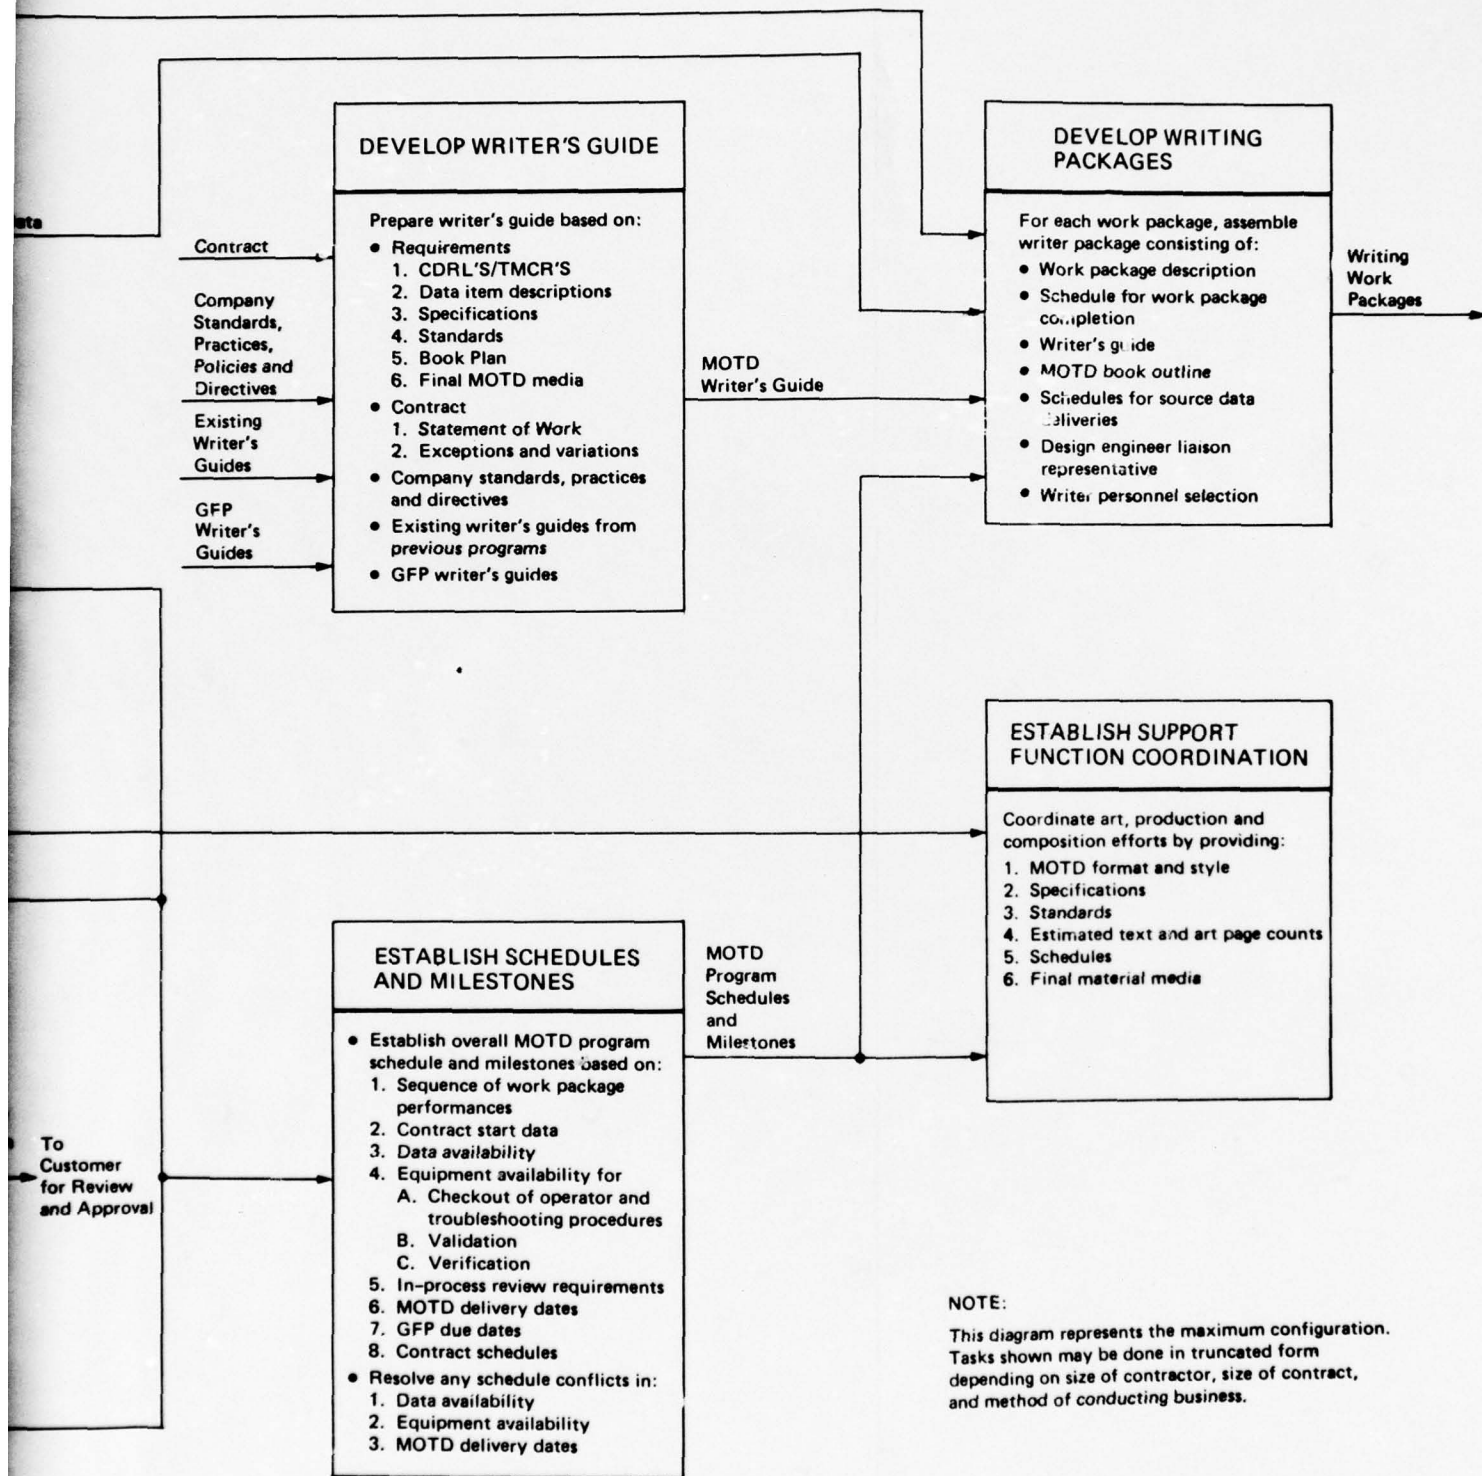 DEVELOP WRITER'S GUIDE
Prepare writer's guide based on:
• Requirements
1. CDRL'S/TMCR'S
2. Data item descriptions
3. Specifications
4. Standards
5. Book Plan
6. Final MOTD media
• Contract
1. Statement of Work
2. Exceptions and variations
• Company standards, practices
and directives
• Existing writer's guides from
previous programs
• GFP writer's guides
Contract
Company
Standards,
Practices,
Policies and
Directives
Existing
Writer's
Guides
GFP
Writer's
Guides
MOTD
Writer's Guide
DEVELOP WRITING
PACKAGES
For each work package, assemble
writer package consisting of:
• Work package description
• Schedule for work package
completion
• Writer's guide
• MOTD book outline
• Schedules for source data
deliveries
• Design engineer liaison
representative
• Writer personnel selection
Writing
Work
Packages
ESTABLISH SUPPORT
FUNCTION COORDINATION
Coordinate art, production and
composition efforts by providing:
1. MOTD format and style
2. Specifications
3. Standards
4. Estimated text and art page counts
5. Schedules
6. Final material media
ESTABLISH SCHEDULES
AND MILESTONES
• Establish overall MOTD program
schedule and milestones based on:
1. Sequence of work package
performances
2. Contract start data
3. Data availability
4. Equipment availability for
A. Checkout of operator and
troubleshooting procedures
B. Validation
C. Verification
5. In-process review requirements
6. MOTD delivery dates
7. GFP due dates
8. Contract schedules
• Resolve any schedule conflicts in:
1. Data availability
2. Equipment availability
3. MOTD delivery dates
MOTD
Program
Schedules
and
Milestones
To
Customer
for Review
and Approval
NOTE:
This diagram represents the maximum configuration.
Tasks shown may be done in truncated form
depending on size of contractor, size of contract,
and method of conducting business.